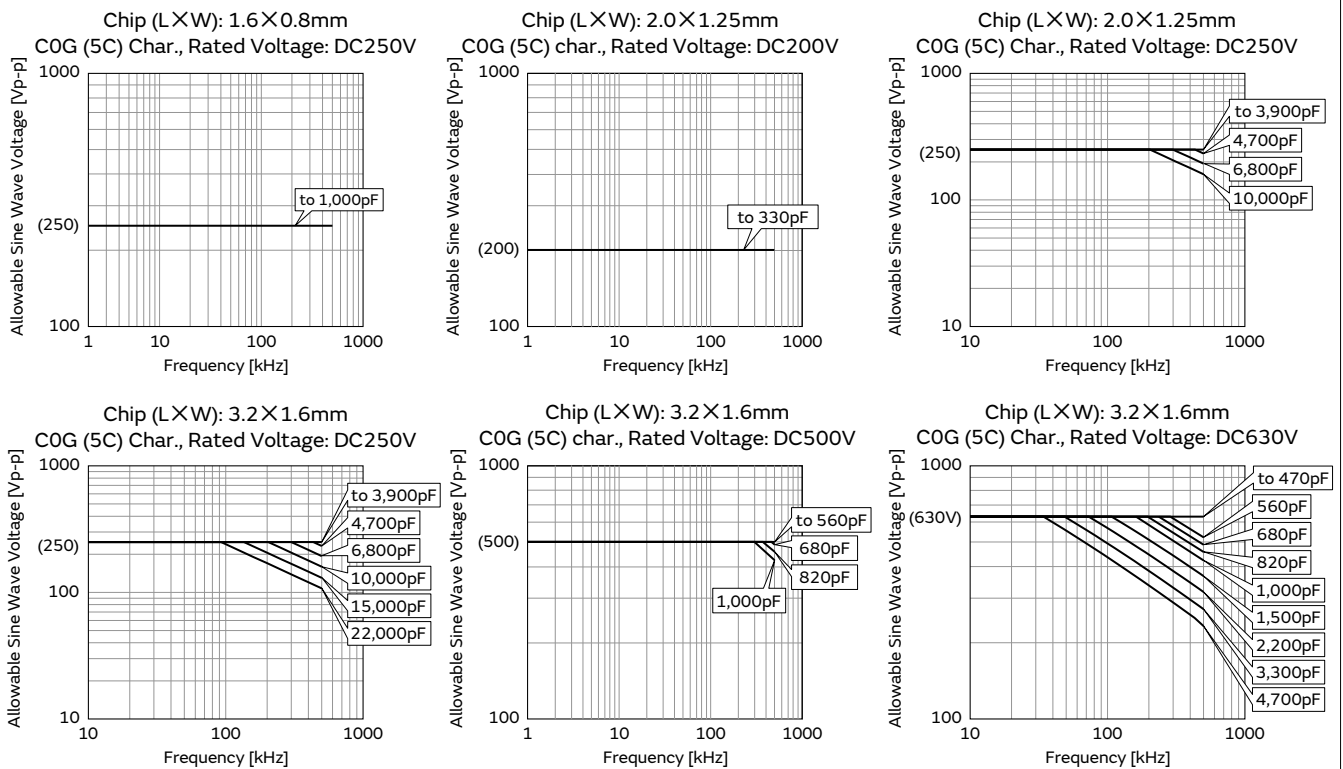 Chip (L×W): 1.6×0.8mm
C0G (5C) Char., Rated Voltage: DC250V
Allowable Sine Wave Voltage [Vp-p]
1000
to 1,000pF
(250)
100
1
10
100
1000
Frequency [kHz]
Chip (L×W): 2.0×1.25mm
C0G (5C) char., Rated Voltage: DC200V
Allowable Sine Wave Voltage [Vp-p]
1000
to 330pF
(200)
100
1
10
100
1000
Frequency [kHz]
Chip (L×W): 2.0×1.25mm
C0G (5C) Char., Rated Voltage: DC250V
Allowable Sine Wave Voltage [Vp-p]
1000
to 3,900pF
4,700pF
(250)
6,800pF
100
10,000pF
10
10
100
1000
Frequency [kHz]
Chip (L×W): 3.2×1.6mm
C0G (5C) Char., Rated Voltage: DC250V
Allowable Sine Wave Voltage [Vp-p]
1000
to 3,900pF
4,700pF
(250)
6,800pF
10,000pF
100
15,000pF
22,000pF
10
10
100
1000
Frequency [kHz]
Chip (L×W): 3.2×1.6mm
C0G (5C) char., Rated Voltage: DC500V
Allowable Sine Wave Voltage [Vp-p]
1000
to 560pF
(500)
680pF
820pF
1,000pF
100
1
10
100
1000
Frequency [kHz]
Chip (L×W): 3.2×1.6mm
C0G (5C) Char., Rated Voltage: DC630V
Allowable Sine Wave Voltage [Vp-p]
1000
to 470pF
(630V)
560pF
680pF
820pF
1,000pF
1,500pF
2,200pF
3,300pF
4,700pF
100
10
100
1000
Frequency [kHz]